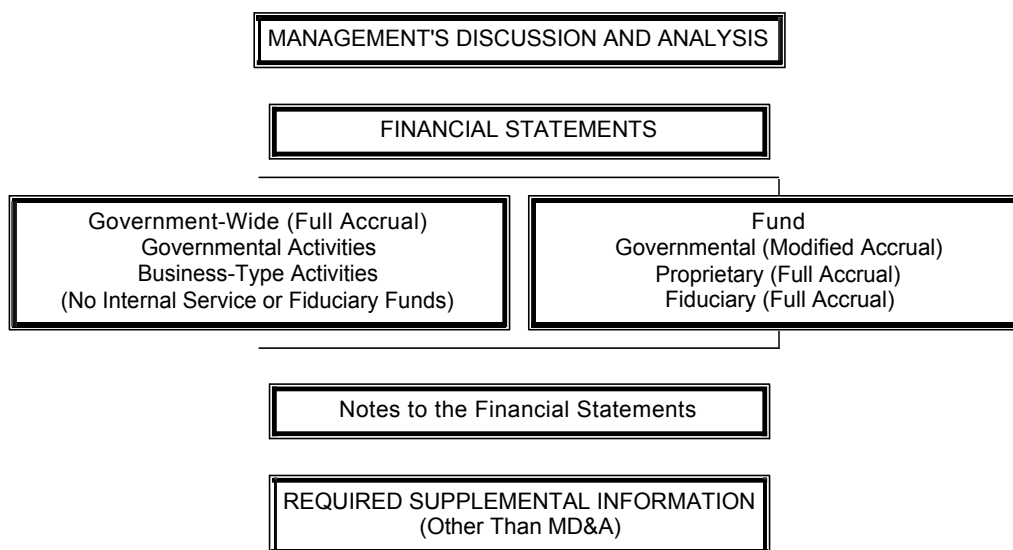 MANAGEMENT'S DISCUSSION AND ANALYSIS
FINANCIAL STATEMENTS
Government-Wide (Full Accrual)
Governmental Activities
Business-Type Activities
(No Internal Service or Fiduciary Funds)
Fund
Governmental (Modified Accrual)
Proprietary (Full Accrual)
Fiduciary (Full Accrual)
Notes to the Financial Statements
REQUIRED SUPPLEMENTAL INFORMATION
(Other Than MD&A)